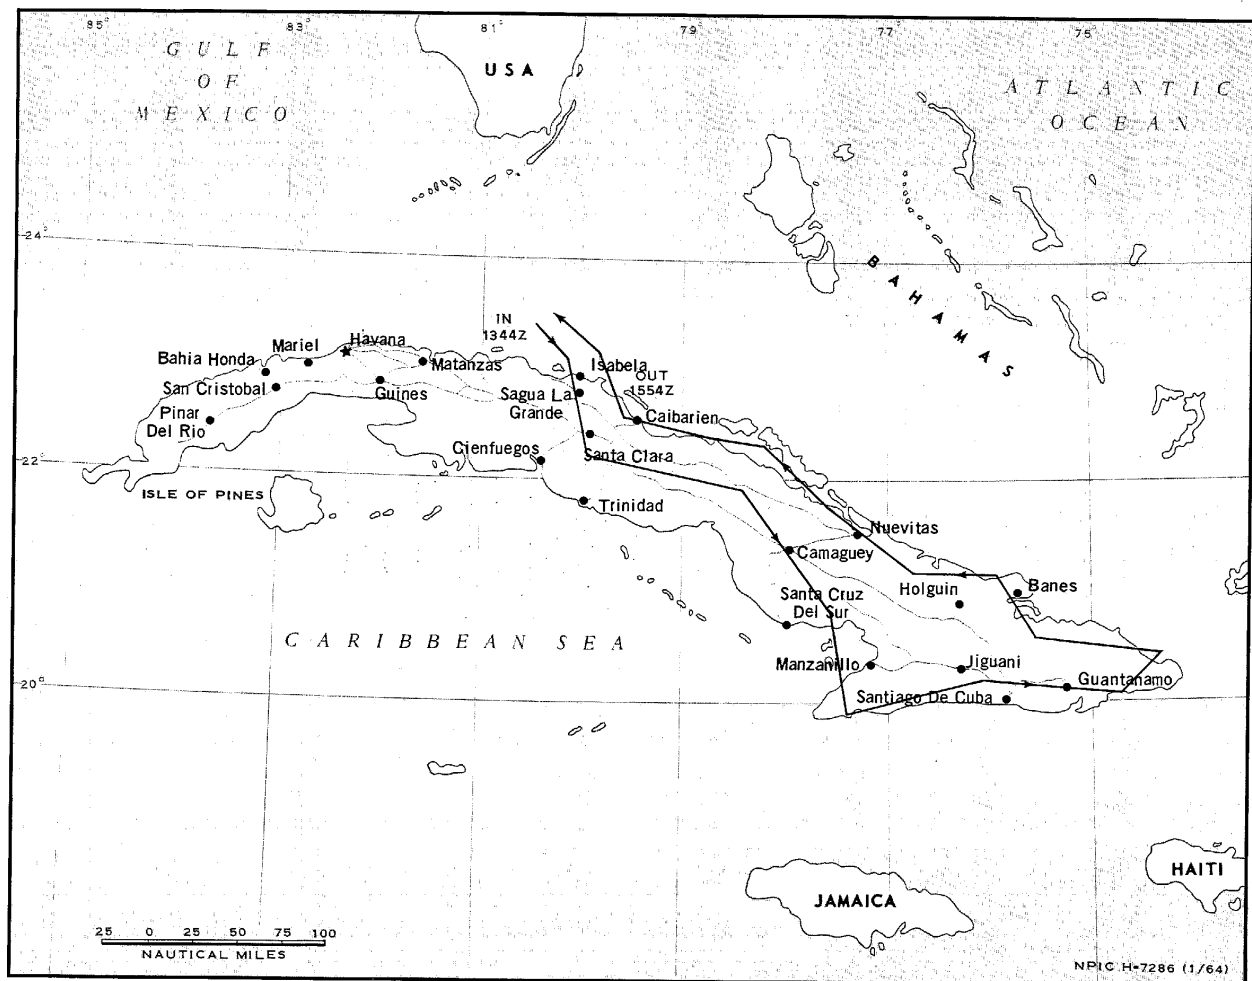 85°
83°
81°
79°
77°
75°
GULF
OF
MEXICO
USA
ATLANTIC
OCEAN
24°
BAHAMAS
IN
1344Z
Havana
Mariel
Bahia Honda
Matanzas
Isabela
San Cristobal
Guines
Sagua La
Grande
OUT
1554Z
Pinar
Del Rio
Caibarien
Cienfuegos
Santa Clara
22°
ISLE OF PINES
Trinidad
Nuevitas
Camaguey
Holguin
Banes
Santa Cruz
Del Sur
CARIBBEAN SEA
Manzanillo
Jiguani
20°
Guantanamo
Santiago De Cuba
HAITI
JAMAICA
25 0 25 50 75 100
NAUTICAL MILES
NPIC H-7286 (1/64)